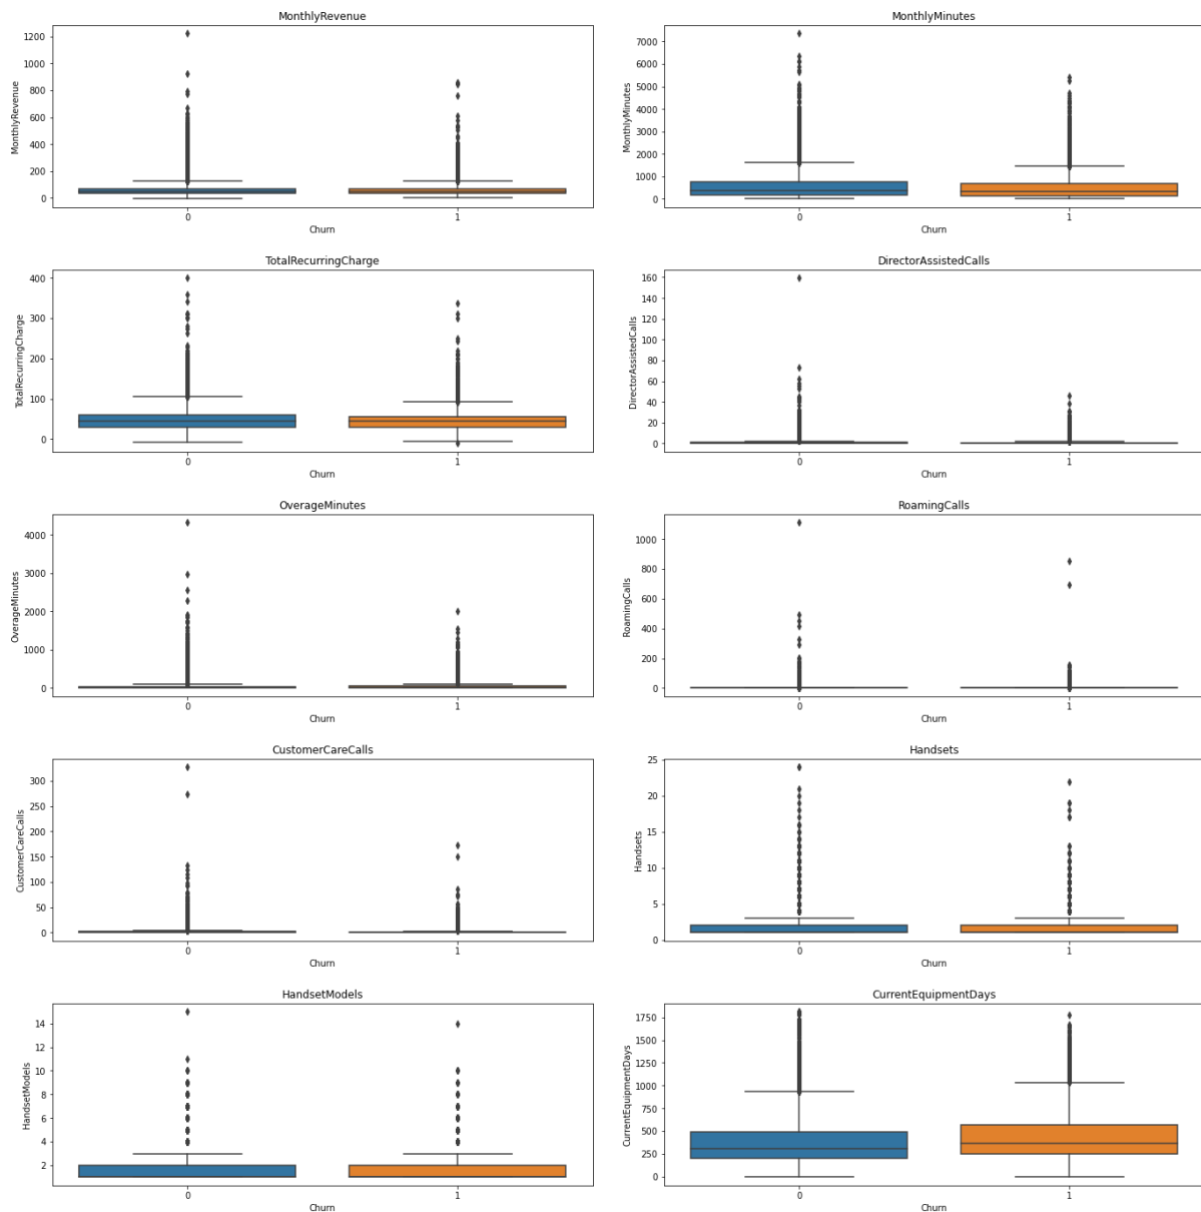 MonthlyRevenue
1200
1000
800
600
400
200
0
MonthlyRevenue
0 1
Churn
MonthlyMinutes
7000
6000
5000
4000
3000
2000
1000
0
MonthlyMinutes
0 1
Churn
TotalRecurringCharge
400
300
200
100
0
TotalRecurringCharge
0 1
Churn
DirectorAssistedCalls
160
140
120
100
80
60
40
20
0
DirectorAssistedCalls
0 1
Churn
OverageMinutes
4000
3000
2000
1000
0
OverageMinutes
0 1
Churn
RoamingCalls
1000
800
600
400
200
0
RoamingCalls
0 1
Churn
CustomerCareCalls
300
250
200
150
100
50
0
CustomerCareCalls
0 1
Churn
Handsets
25
20
15
10
5
0
Handsets
0 1
Churn
HandsetModels
14
12
10
8
6
4
2
HandsetModels
0 1
Churn
CurrentEquipmentDays
1750
1500
1250
1000
750
500
250
0
CurrentEquipmentDays
0 1
Churn